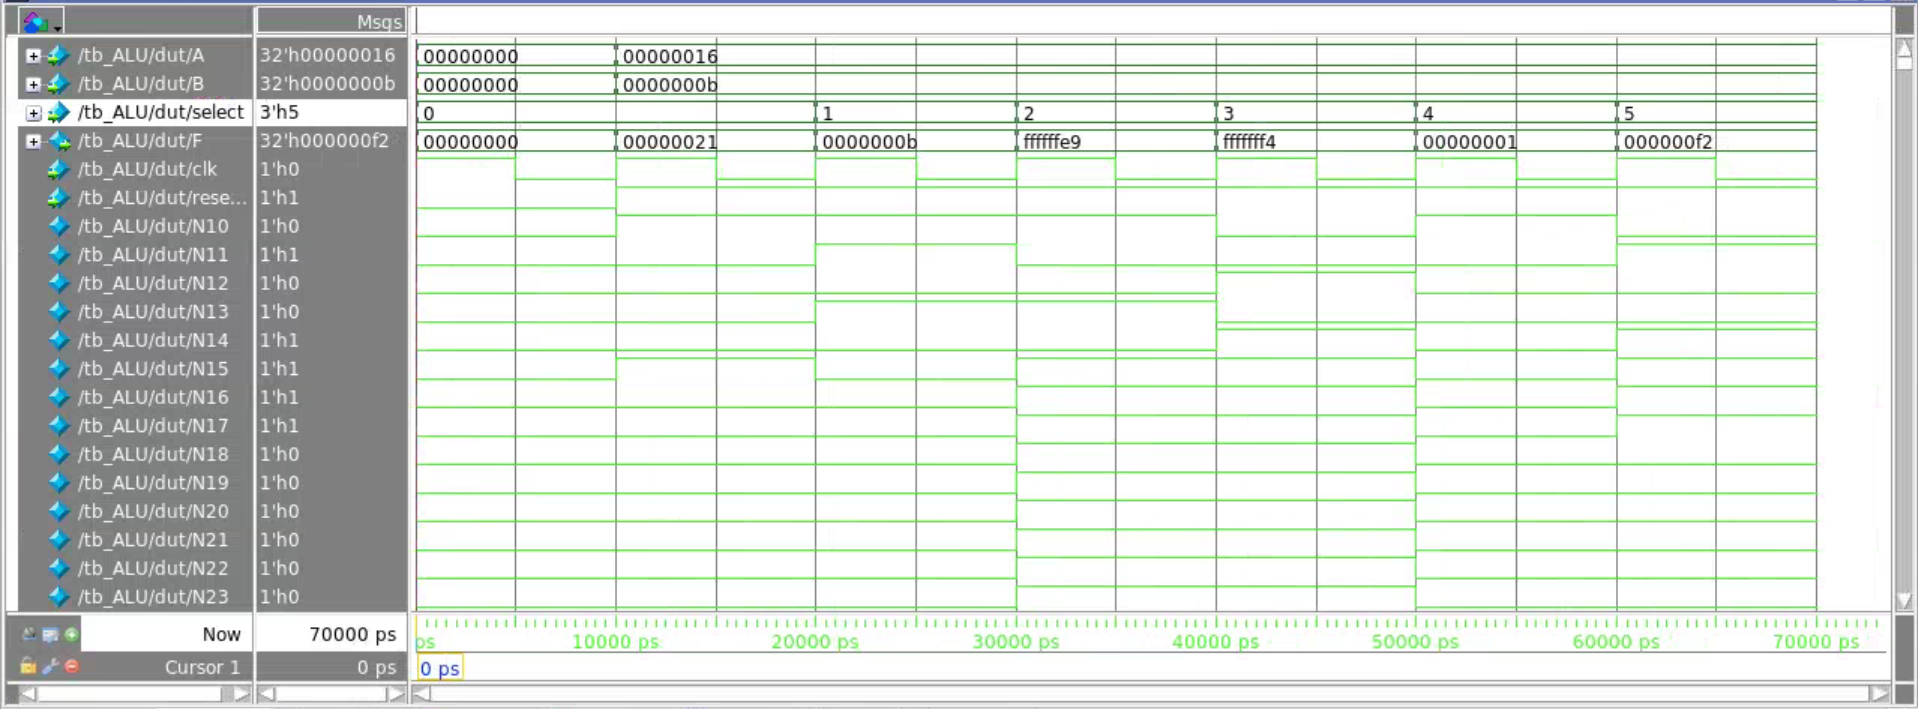 Msgs
/tb_ALU/dut/A 32'h00000016 00000000 00000016
/tb_ALU/dut/B 32'h0000000b 00000000 0000000b
/tb_ALU/dut/select 3'h5 0 1 2 3 4 5
/tb_ALU/dut/F 32'h000000f2 00000000 00000021 0000000b ffffffe9 fffffff4 00000001 000000f2
/tb_ALU/dut/clk 1'h0
/tb_ALU/dut/rese... 1'h1
/tb_ALU/dut/N10 1'h0
/tb_ALU/dut/N11 1'h1
/tb_ALU/dut/N12 1'h0
/tb_ALU/dut/N13 1'h0
/tb_ALU/dut/N14 1'h1
/tb_ALU/dut/N15 1'h1
/tb_ALU/dut/N16 1'h1
/tb_ALU/dut/N17 1'h1
/tb_ALU/dut/N18 1'h0
/tb_ALU/dut/N19 1'h0
/tb_ALU/dut/N20 1'h0
/tb_ALU/dut/N21 1'h0
/tb_ALU/dut/N22 1'h0
/tb_ALU/dut/N23 1'h0
Now 70000 ps ps 10000 ps 20000 ps 30000 ps 40000 ps 50000 ps 60000 ps 70000 ps
Cursor 1 0 ps 0 ps